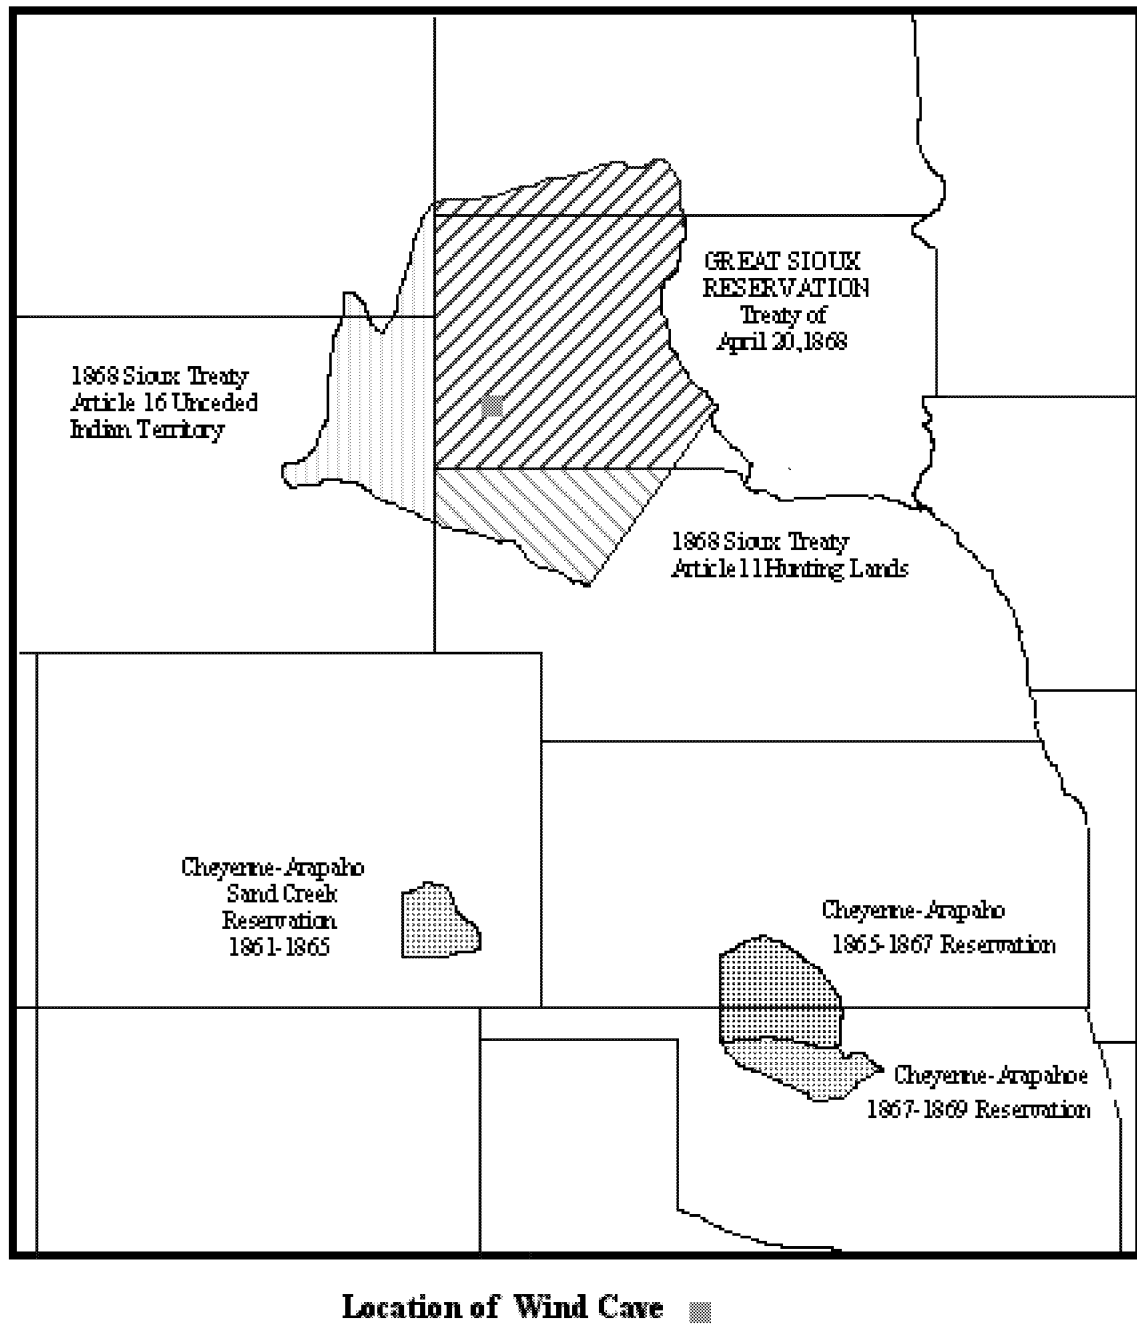 GREAT SIOUX
RESERVATION
Treaty of
April 20,1868
1868 Sioux Treaty
Article 16 Unceded
Indian Territory
1868 Sioux Treaty
Article 11 Hunting Lands
Cheyenne-Arapaho
Sand Creek
Reservation
1861-1865
Cheyenne-Arapaho
1865-1867 Reservation
Cheyenne-Arapahoe
1867-1869 Reservation
Location of Wind Cave